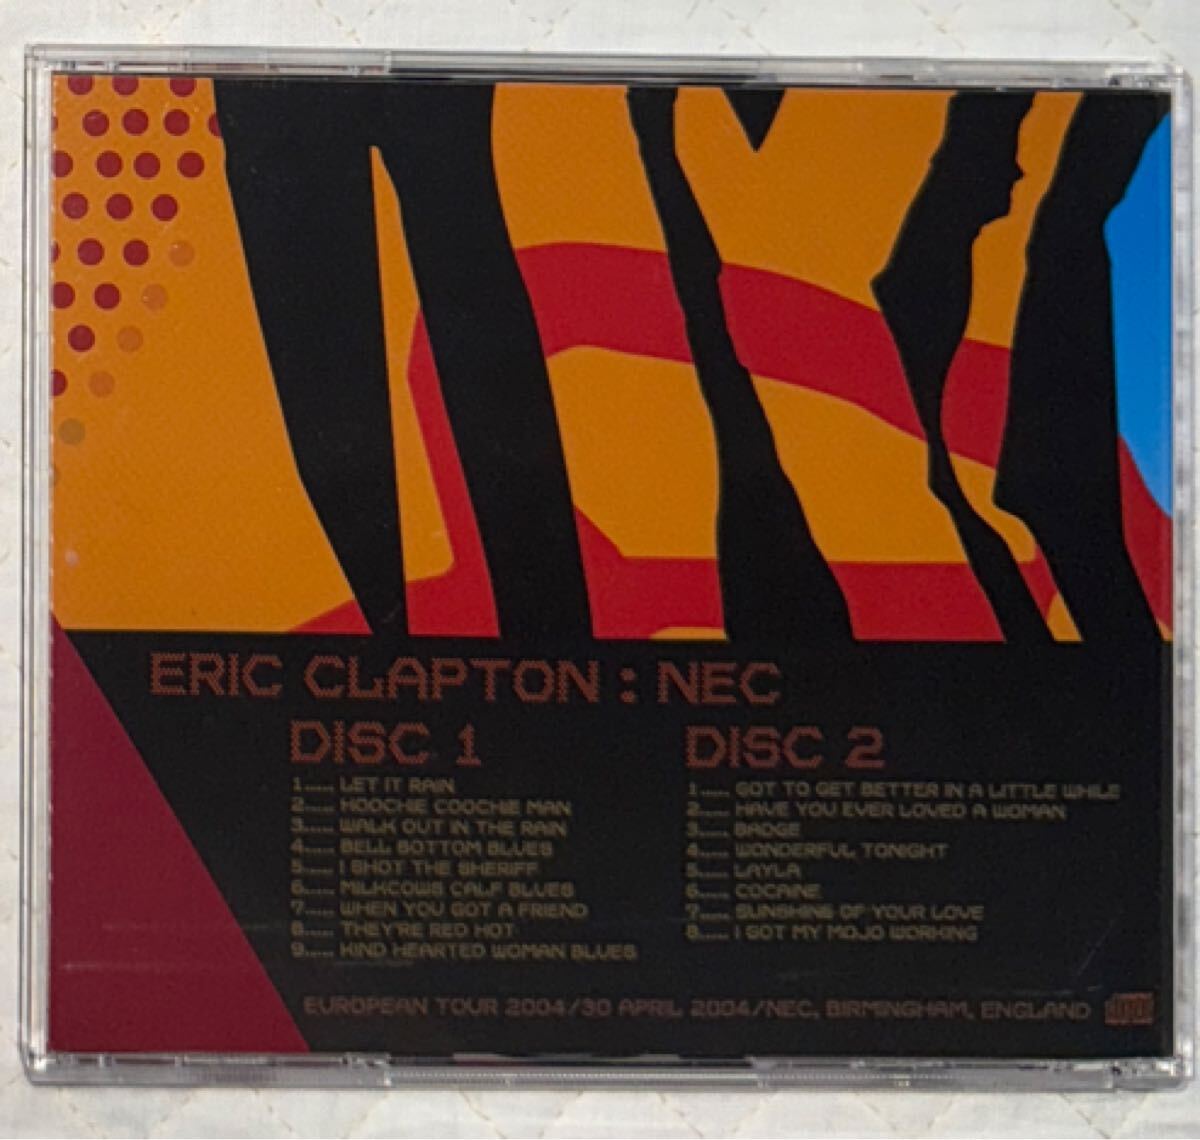 ERIC CLAPTON : NEC
DISC 1
1..... LET IT RAIN
2..... HOOCHIE COOCHIE MAN
3..... WALK OUT IN THE RAIN
4..... BELL BOTTOM BLUES
5..... I SHOT THE SHERIFF
6..... MILKCOWS CALF BLUES
7..... WHEN YOU GOT A FRIEND
8..... THEY'RE RED HOT
9..... KIND HEARTED WOMAN BLUES
DISC 2
1..... GOT TO GET BETTER IN A LITTLE WHILE
2..... HAVE YOU EVER LOVED A WOMAN
3..... BADGE
4..... WONDERFUL TONIGHT
5..... LAYLA
6..... COCAINE
7..... SUNSHINE OF YOUR LOVE
8..... I GOT MY MOJO WORKING
EUROPEAN TOUR 2004/30 APRIL 2004/NEC, BIRMINGHAM, ENGLAND